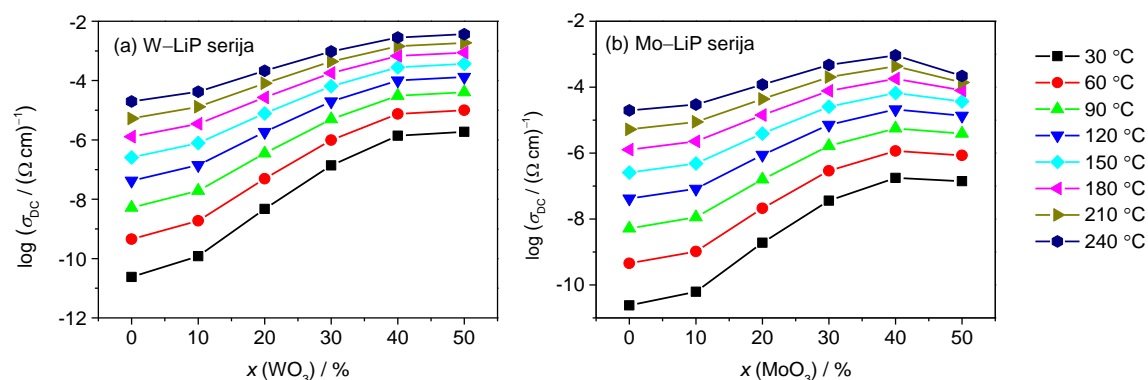 (a) W–LiP serija
log (σDC / (Ω cm)⁻¹)
-2
-4
-6
-8
-10
-12
0 10 20 30 40 50
x (WO₃) / %
(b) Mo–LiP serija
log (σDC / (Ω cm)⁻¹)
-2
-4
-6
-8
-10
0 10 20 30 40 50
x (MoO₃) / %
30 °C
60 °C
90 °C
120 °C
150 °C
180 °C
210 °C
240 °C